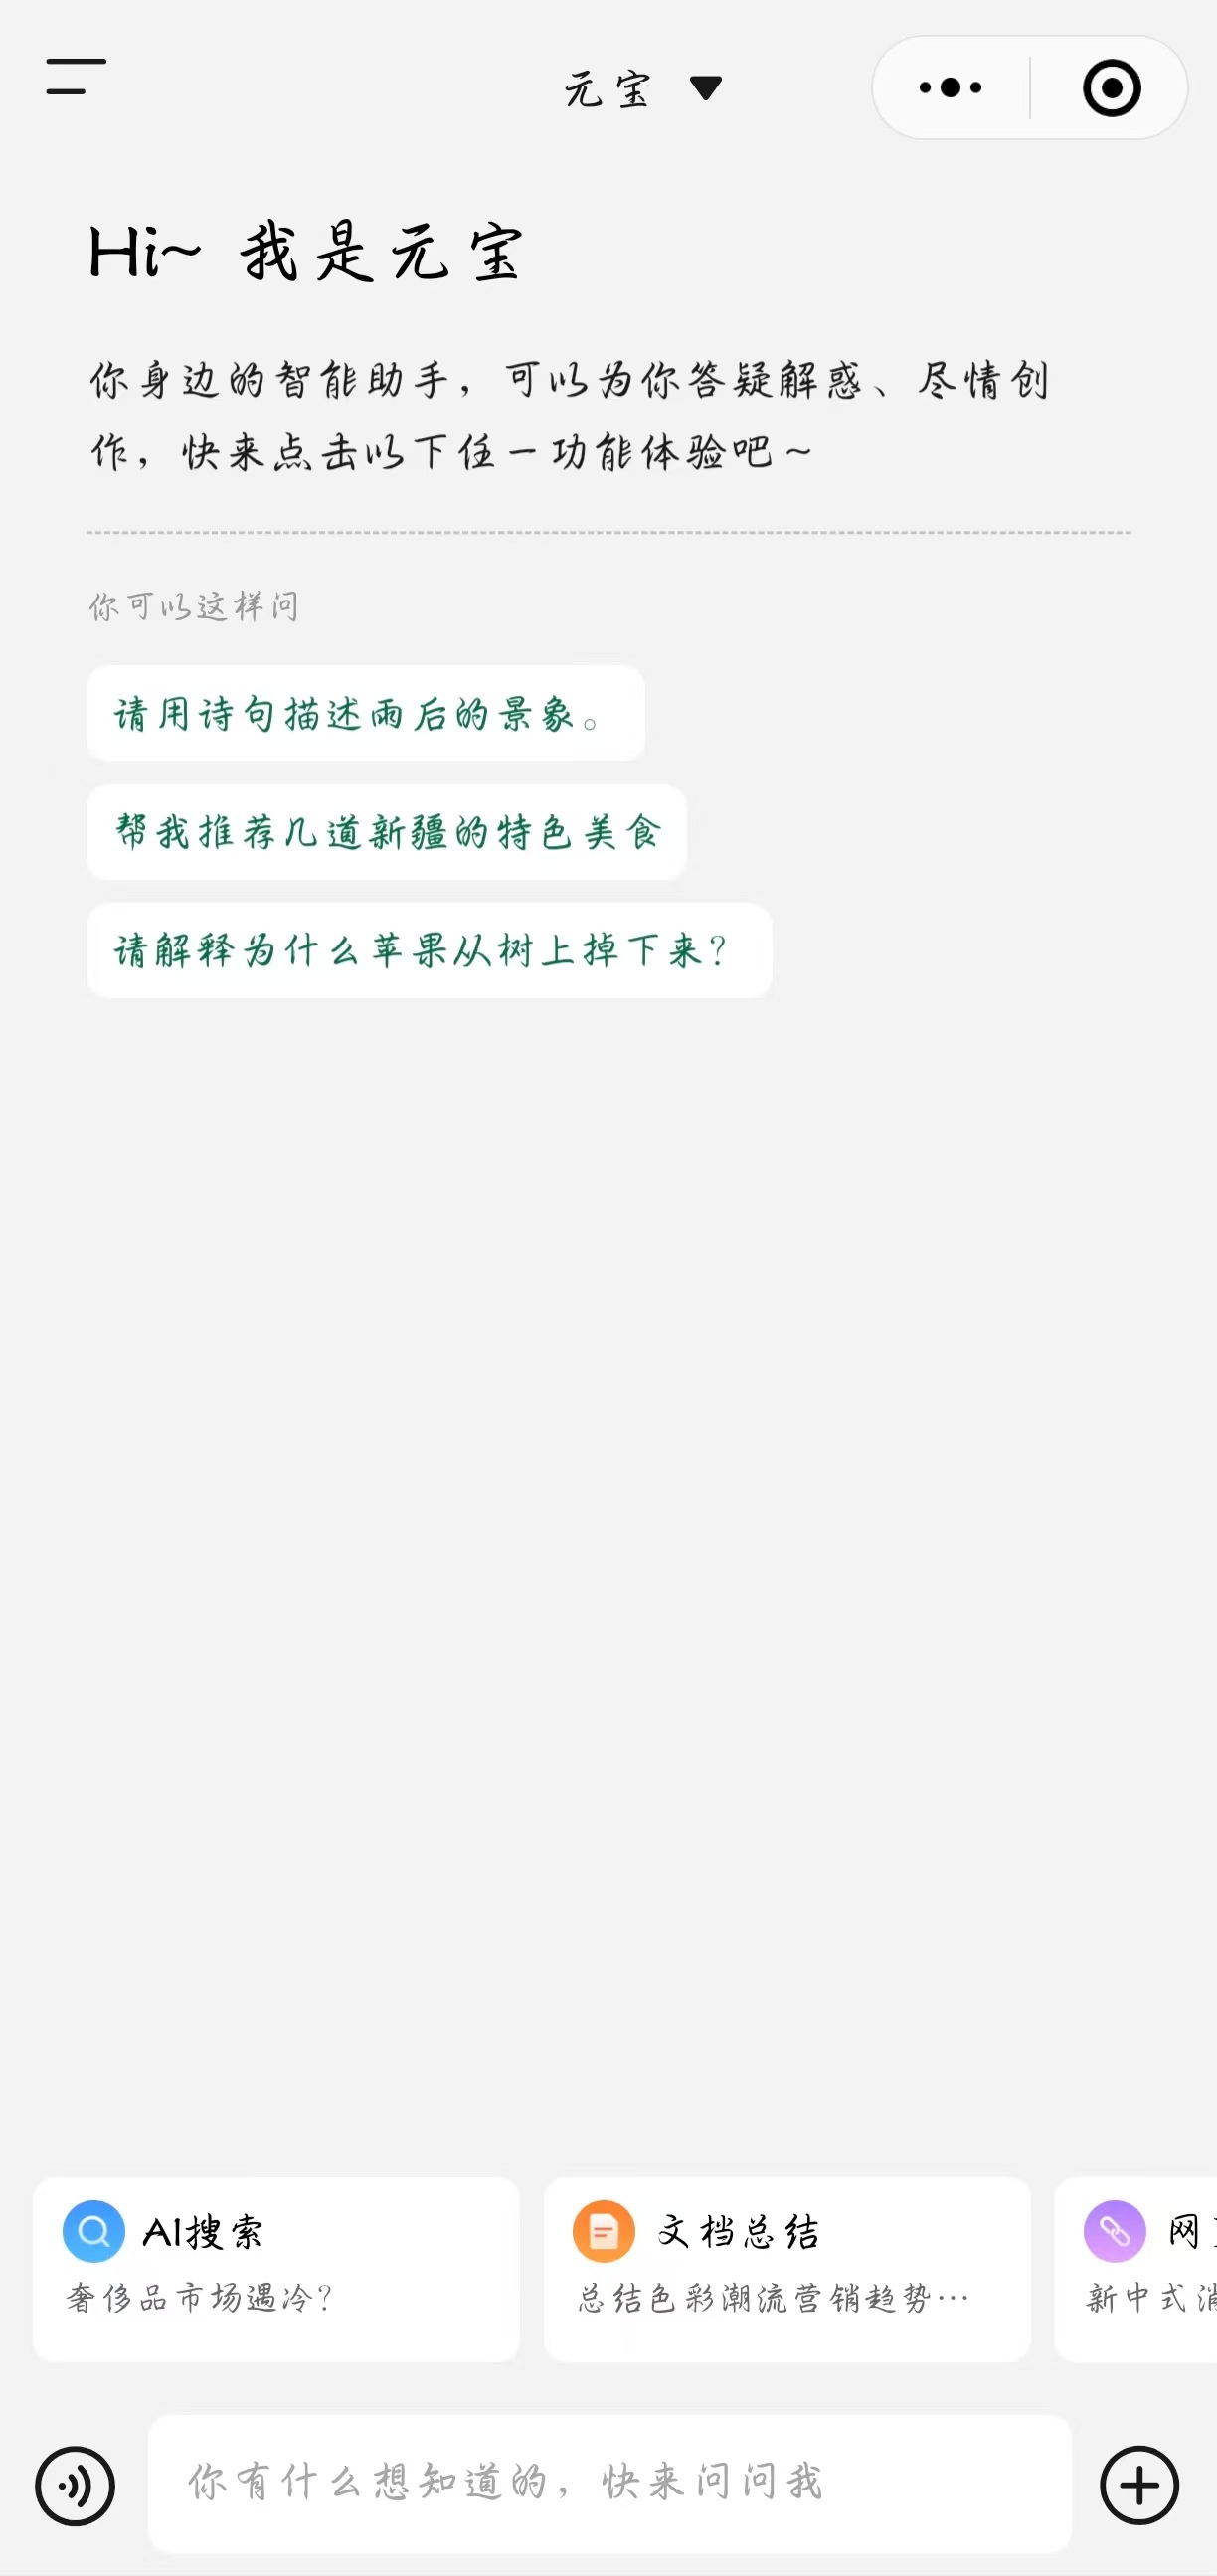 元宝
Hi~ 我是元宝
你身边的智能助手，可以为你答疑解惑、尽情创
作，快来点击以下任一功能体验吧～
你可以这样问
请用诗句描述雨后的景象。
帮我推荐几道新疆的特色美食
请解释为什么苹果从树上掉下来？
AI搜索
文档总结
网
奢侈品市场遇冷？
总结色彩潮流营销趋势…
新中式消
你有什么想知道的，快来问问我